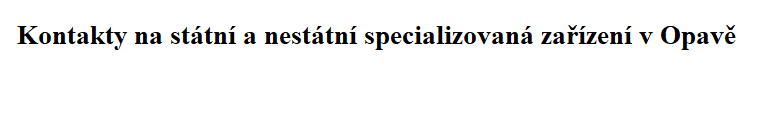 Kontakty na státní a nestátní specializovaná zařízení v Opavě